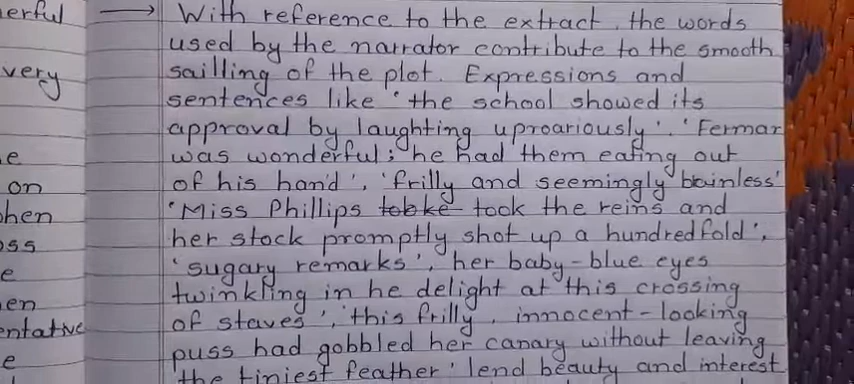 erful
very
e
on
phen
oss
e
en
entative
e
→ With reference to the extract, the words
used by the narrator contribute to the smooth
sailling of the plot. Expressions and
sentences like 'the school showed its
approval by laughting uproariously'. 'Fermar
was wonderful; he had them eating out
of his hand', 'frilly and seemingly brainless'
'Miss Phillips tobke took the reins and
her stock promptly shot up a hundredfold',
'sugary remarks', her baby-blue eyes
twinkling in he delight at this crossing
of staves', 'this frilly, innocent-looking
puss had gobbled her canary without leaving
the tiniest feather' lend beauty and interest